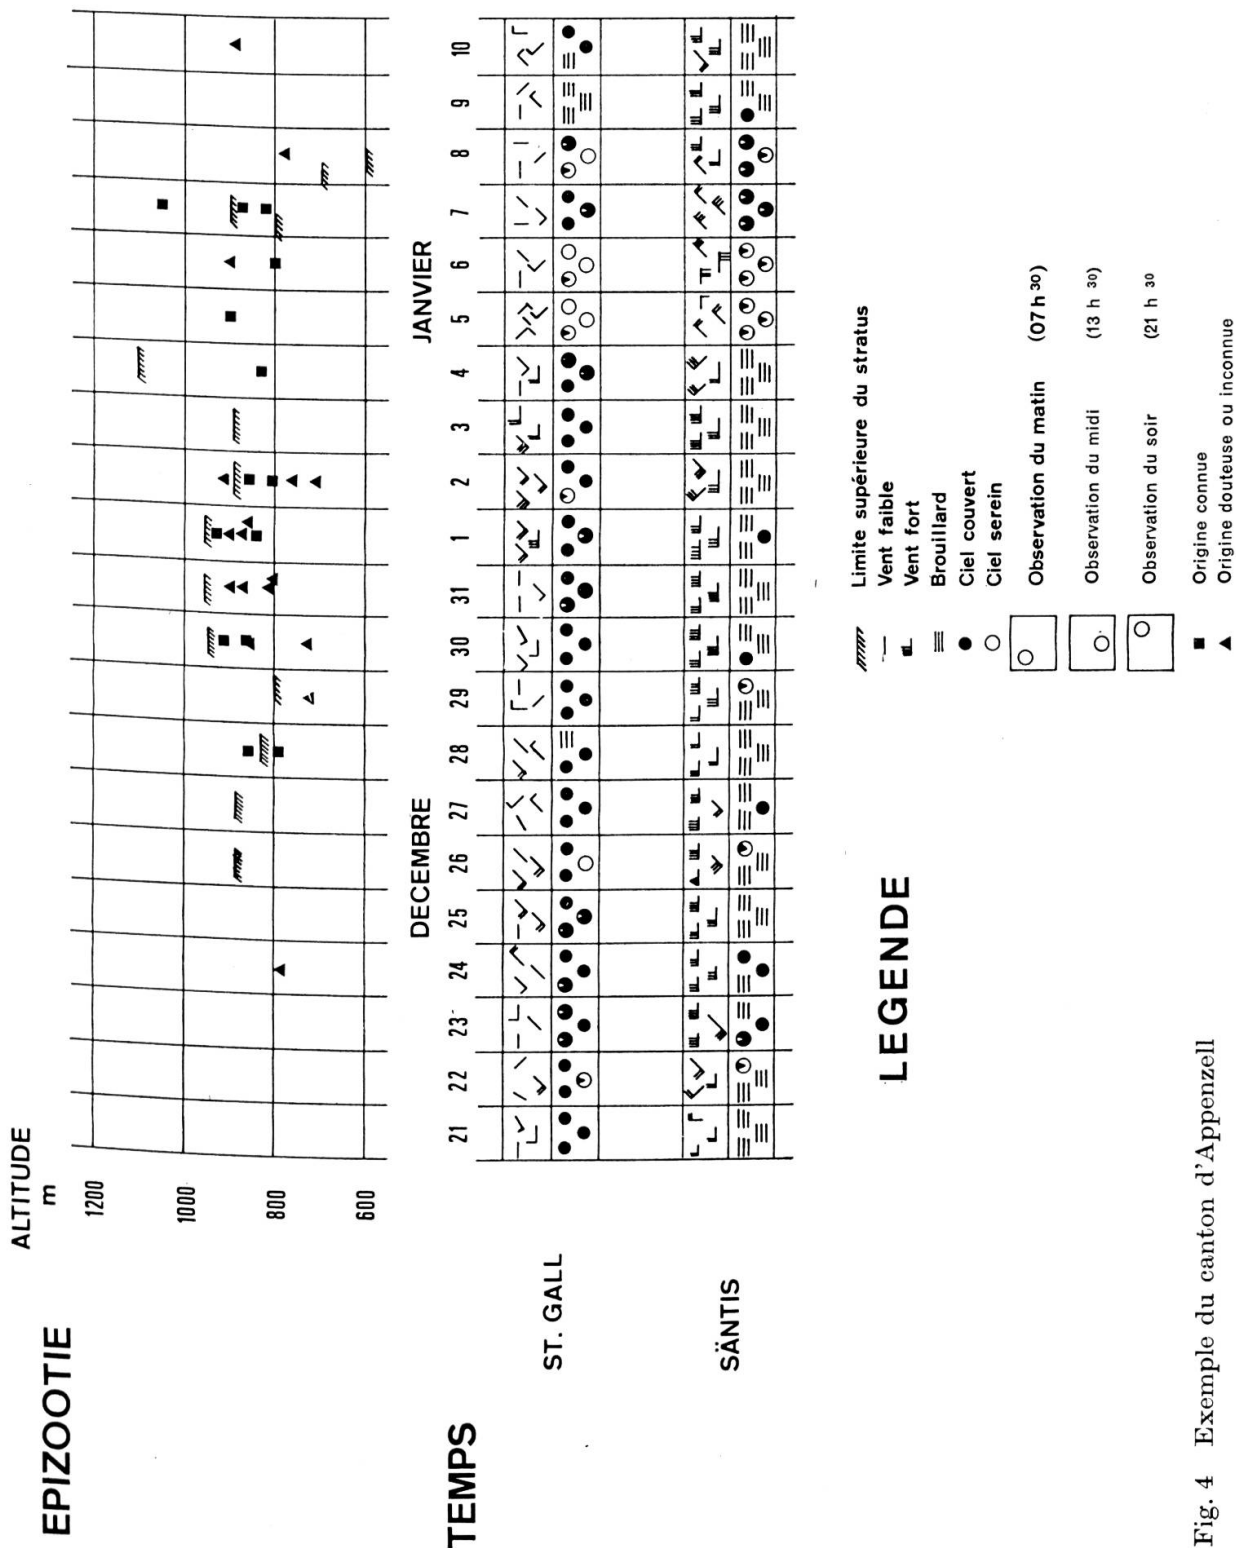 EPIZOOTIE
ALTITUDE
m
1200
1000
800
600
TEMPS
DECEMBRE
JANVIER
21 22 23 24 25 26 27 28 29 30 31 1 2 3 4 5 6 7 8 9 10
ST. GALL
SÄNTIS
LEGENDE
Limite supérieure du stratus
Vent faible
Vent fort
Brouillard
Ciel couvert
Ciel serein
Observation du matin (07 h 30)
Observation du midi (13 h 30)
Observation du soir (21 h 30
Origine connue
Origine douteuse ou inconnue
Fig. 4 Exemple du canton d'Appenzell